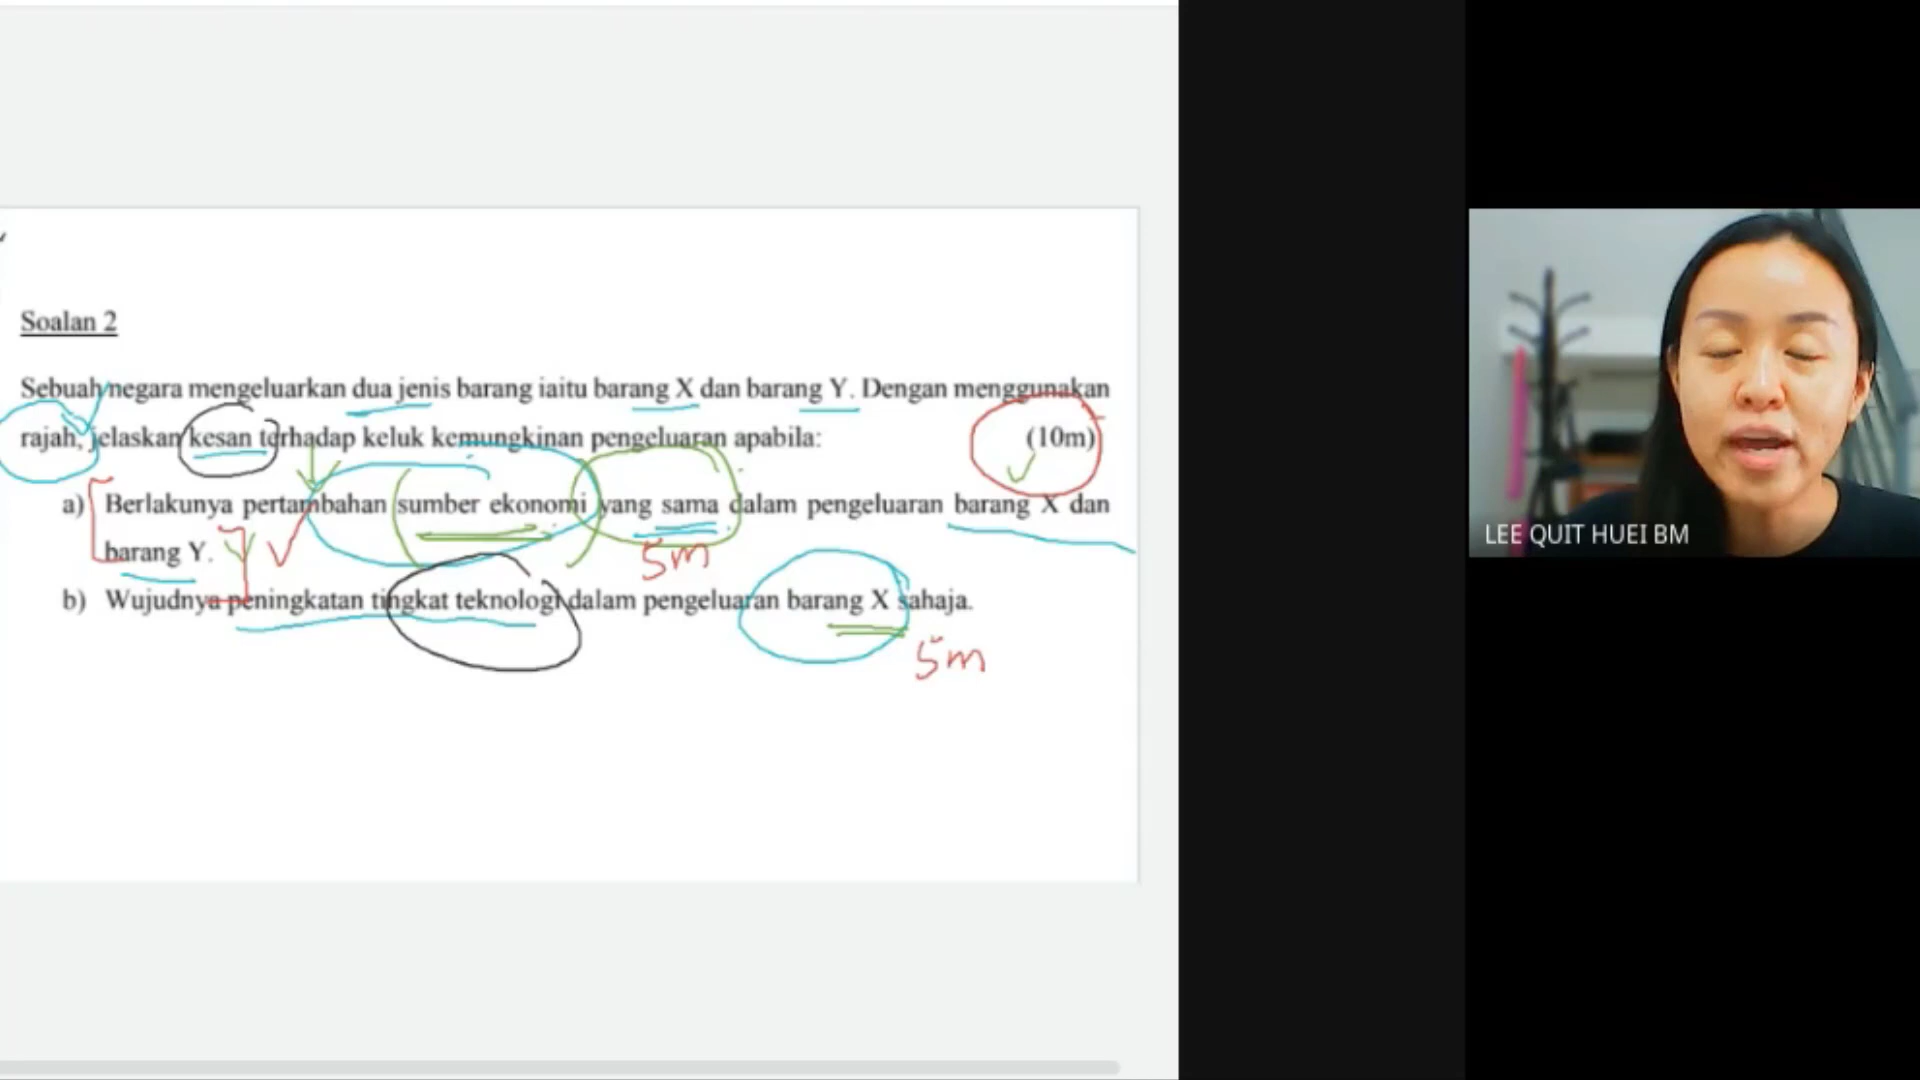 Soalan 2
Sebuah negara mengeluarkan dua jenis barang iaitu barang X dan barang Y. Dengan menggunakan
rajah, jelaskan kesan terhadap keluk kemungkinan pengeluaran apabila: (10m)
a) Berlakunya pertambahan sumber ekonomi yang sama dalam pengeluaran barang X dan
barang Y.
5m
b) Wujudnya peningkatan tingkat teknologi dalam pengeluaran barang X sahaja.
5m
LEE QUIT HUEI BM